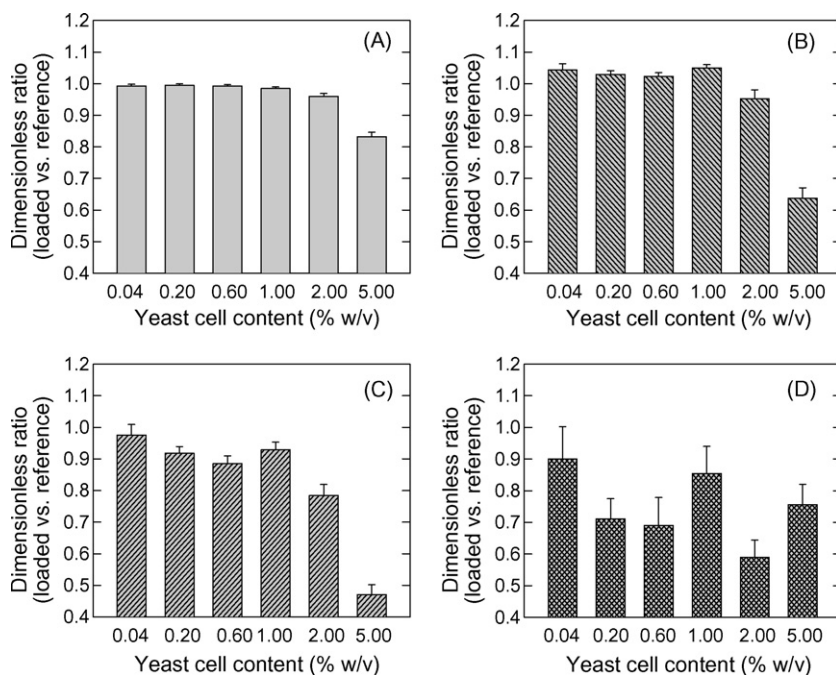 (A)
Dimensionless ratio
(loaded vs. reference)
1.2
1.1
1.0
0.9
0.8
0.7
0.6
0.5
0.4
0.04 0.20 0.60 1.00 2.00 5.00
Yeast cell content (% w/v)
(B)
Dimensionless ratio
(loaded vs. reference)
1.2
1.1
1.0
0.9
0.8
0.7
0.6
0.5
0.4
0.04 0.20 0.60 1.00 2.00 5.00
Yeast cell content (% w/v)
(C)
Dimensionless ratio
(loaded vs. reference)
1.2
1.1
1.0
0.9
0.8
0.7
0.6
0.5
0.4
0.04 0.20 0.60 1.00 2.00 5.00
Yeast cell content (% w/v)
(D)
Dimensionless ratio
(loaded vs. reference)
1.2
1.1
1.0
0.9
0.8
0.7
0.6
0.5
0.4
0.04 0.20 0.60 1.00 2.00 5.00
Yeast cell content (% w/v)